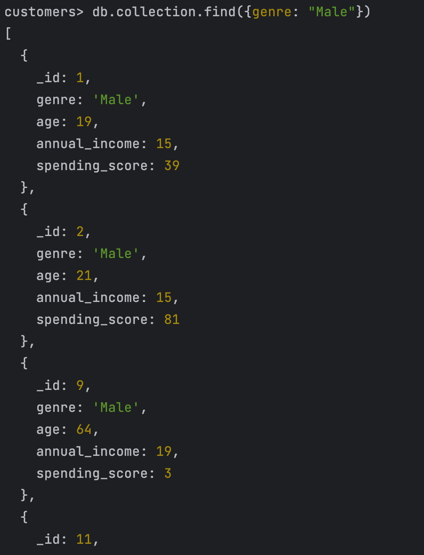 customers> db.collection.find({genre: "Male"})
[
  {
    _id: 1,
    genre: 'Male',
    age: 19,
    annual_income: 15,
    spending_score: 39
  },
  {
    _id: 2,
    genre: 'Male',
    age: 21,
    annual_income: 15,
    spending_score: 81
  },
  {
    _id: 9,
    genre: 'Male',
    age: 64,
    annual_income: 19,
    spending_score: 3
  },
  {
    _id: 11,